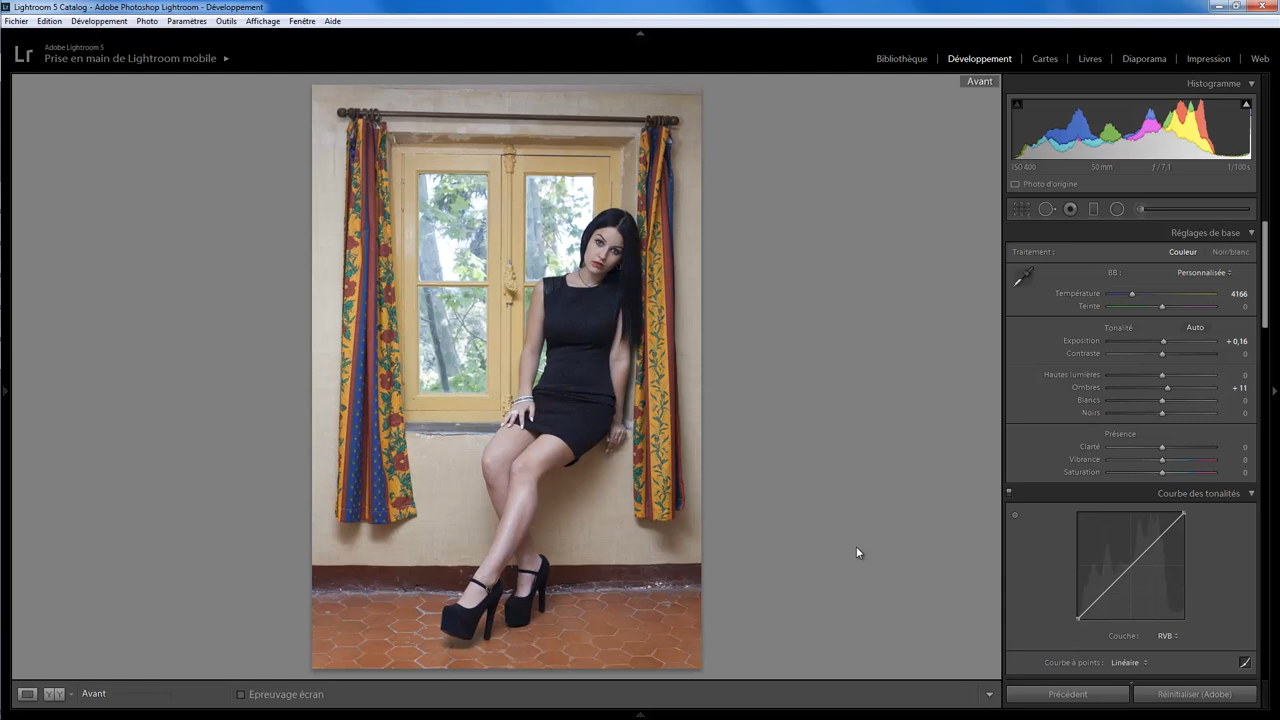 Lightroom 5 Catalog - Adobe Photoshop Lightroom - Développement
Fichier Edition Développement Photo Paramètres Outils Affichage Fenêtre Aide
Lr
Adobe Lightroom 5
Prise en main de Lightroom mobile
Bibliothèque Développement Cartes Livres Diaporama Impression Web
Avant
Histogramme
ISO 400 50 mm ƒ / 7,1 1/100 s
Photo d'origine
Réglages de base
Traitement : Couleur Noir/blanc
BB : Personnalisée
Température 4166
Teinte 0
Tonalité Auto
Exposition + 0,16
Contraste 0
Hautes lumières 0
Ombres + 11
Blancs 0
Noirs 0
Présence
Clarté 0
Vibrance 0
Saturation 0
Courbe des tonalités
Couche : RVB
Courbe à points : Linéaire
YY Avant Epreuvage écran
Précédent Réinitialiser (Adobe)